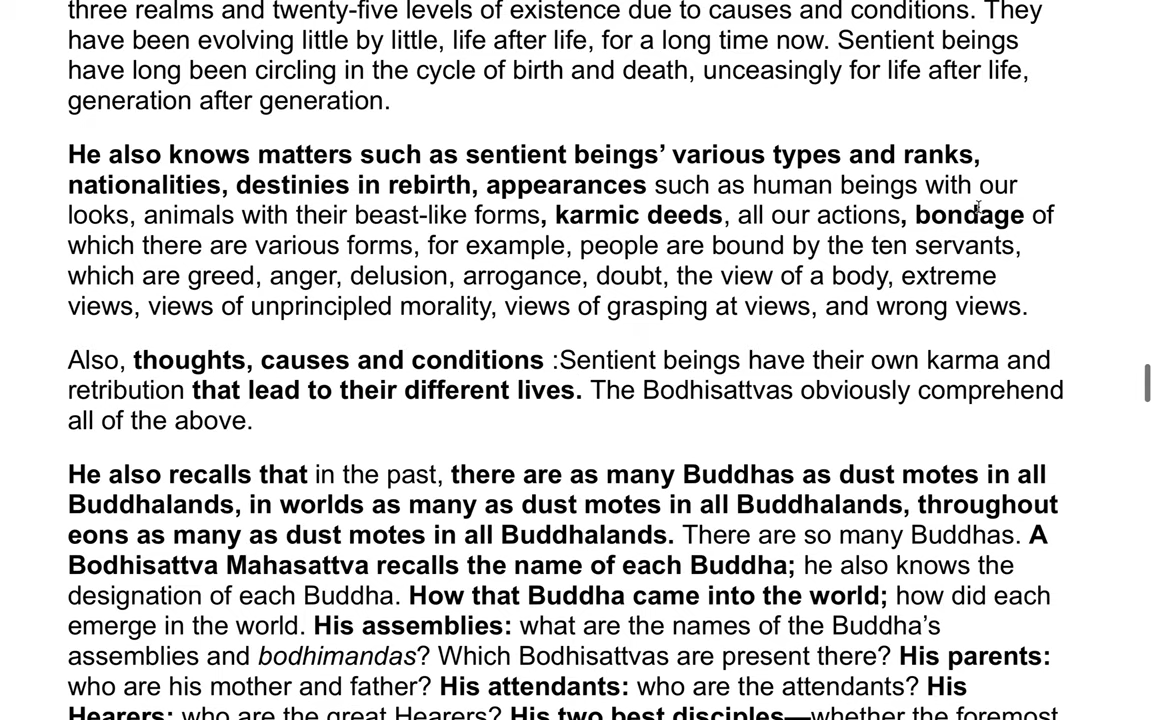 three realms and twenty-five levels of existence due to causes and conditions. They
have been evolving little by little, life after life, for a long time now. Sentient beings
have long been circling in the cycle of birth and death, unceasingly for life after life,
generation after generation.
He also knows matters such as sentient beings’ various types and ranks,
nationalities, destinies in rebirth, appearances such as human beings with our
looks, animals with their beast-like forms, karmic deeds, all our actions, bondage of
which there are various forms, for example, people are bound by the ten servants,
which are greed, anger, delusion, arrogance, doubt, the view of a body, extreme
views, views of unprincipled morality, views of grasping at views, and wrong views.
Also, thoughts, causes and conditions :Sentient beings have their own karma and
retribution that lead to their different lives. The Bodhisattvas obviously comprehend
all of the above.
He also recalls that in the past, there are as many Buddhas as dust motes in all
Buddhalands, in worlds as many as dust motes in all Buddhalands, throughout
eons as many as dust motes in all Buddhalands. There are so many Buddhas. A
Bodhisattva Mahasattva recalls the name of each Buddha; he also knows the
designation of each Buddha. How that Buddha came into the world; how did each
emerge in the world. His assemblies: what are the names of the Buddha’s
assemblies and bodhimandas? Which Bodhisattvas are present there? His parents:
who are his mother and father? His attendants: who are the attendants? His
Hearers: who are the great Hearers? His two best disciples—whether the foremost